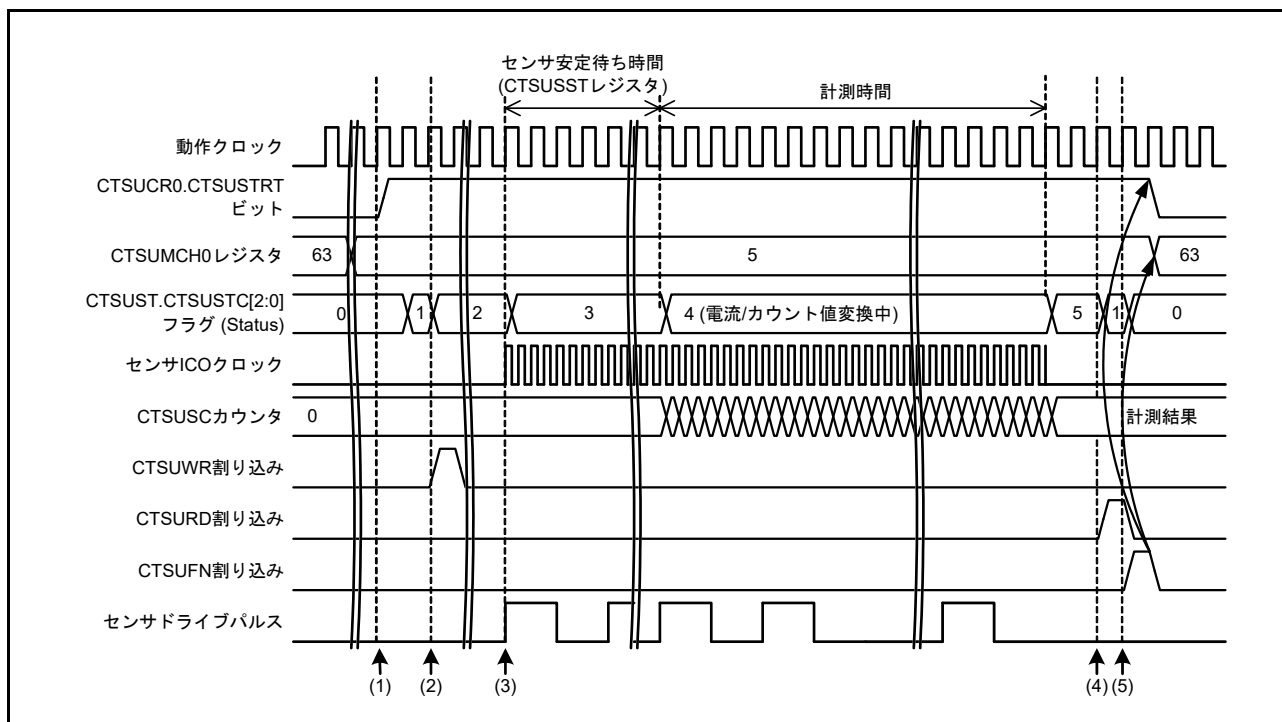 センサ安定待ち時間
(CTSUSSTレジスタ)
計測時間
動作クロック
CTSUCR0.CTSUSTRT
ビット
CTSUMCH0レジスタ
63
5
63
CTSUST.CTSUSTC[2:0]
フラグ (Status)
0
1
2
3
4 (電流/カウント値変換中)
5
1
0
センサICOクロック
CTSUSCカウンタ
0
計測結果
CTSUWR割り込み
CTSURD割り込み
CTSUFN割り込み
センサドライブパルス
(1)
(2)
(3)
(4)
(5)